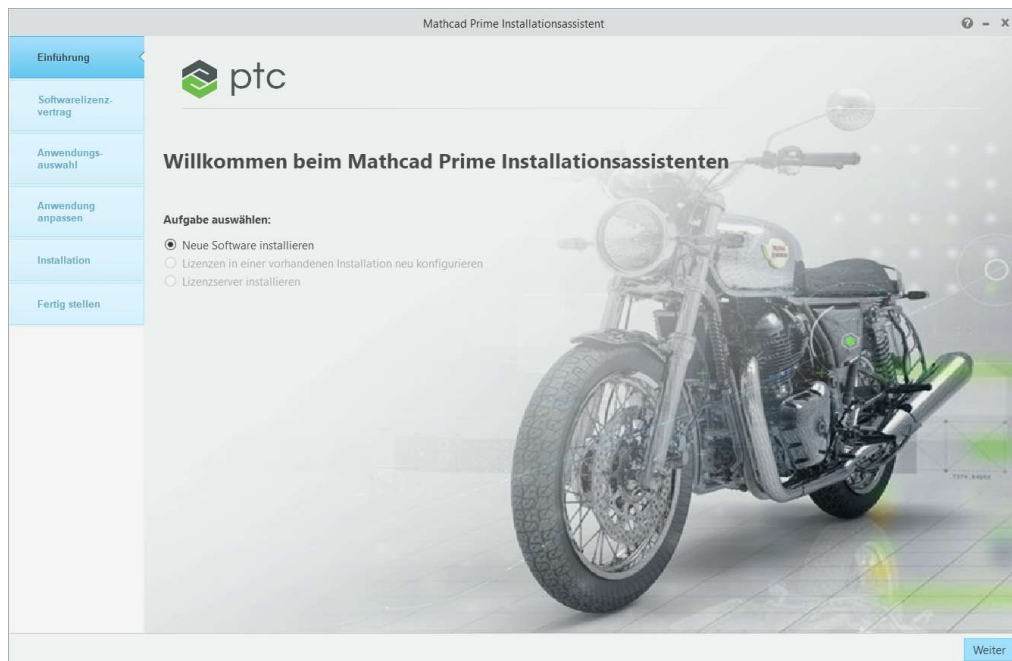 Mathcad Prime Installationsassistent
Einführung
Softwarelizenz-
vertrag
Anwendungs-
auswahl
Anwendung
anpassen
Installation
Fertig stellen
ptc
Willkommen beim Mathcad Prime Installationsassistenten
Aufgabe auswählen:
Neue Software installieren
Lizenzen in einer vorhandenen Installation neu konfigurieren
Lizenzserver installieren
Weiter